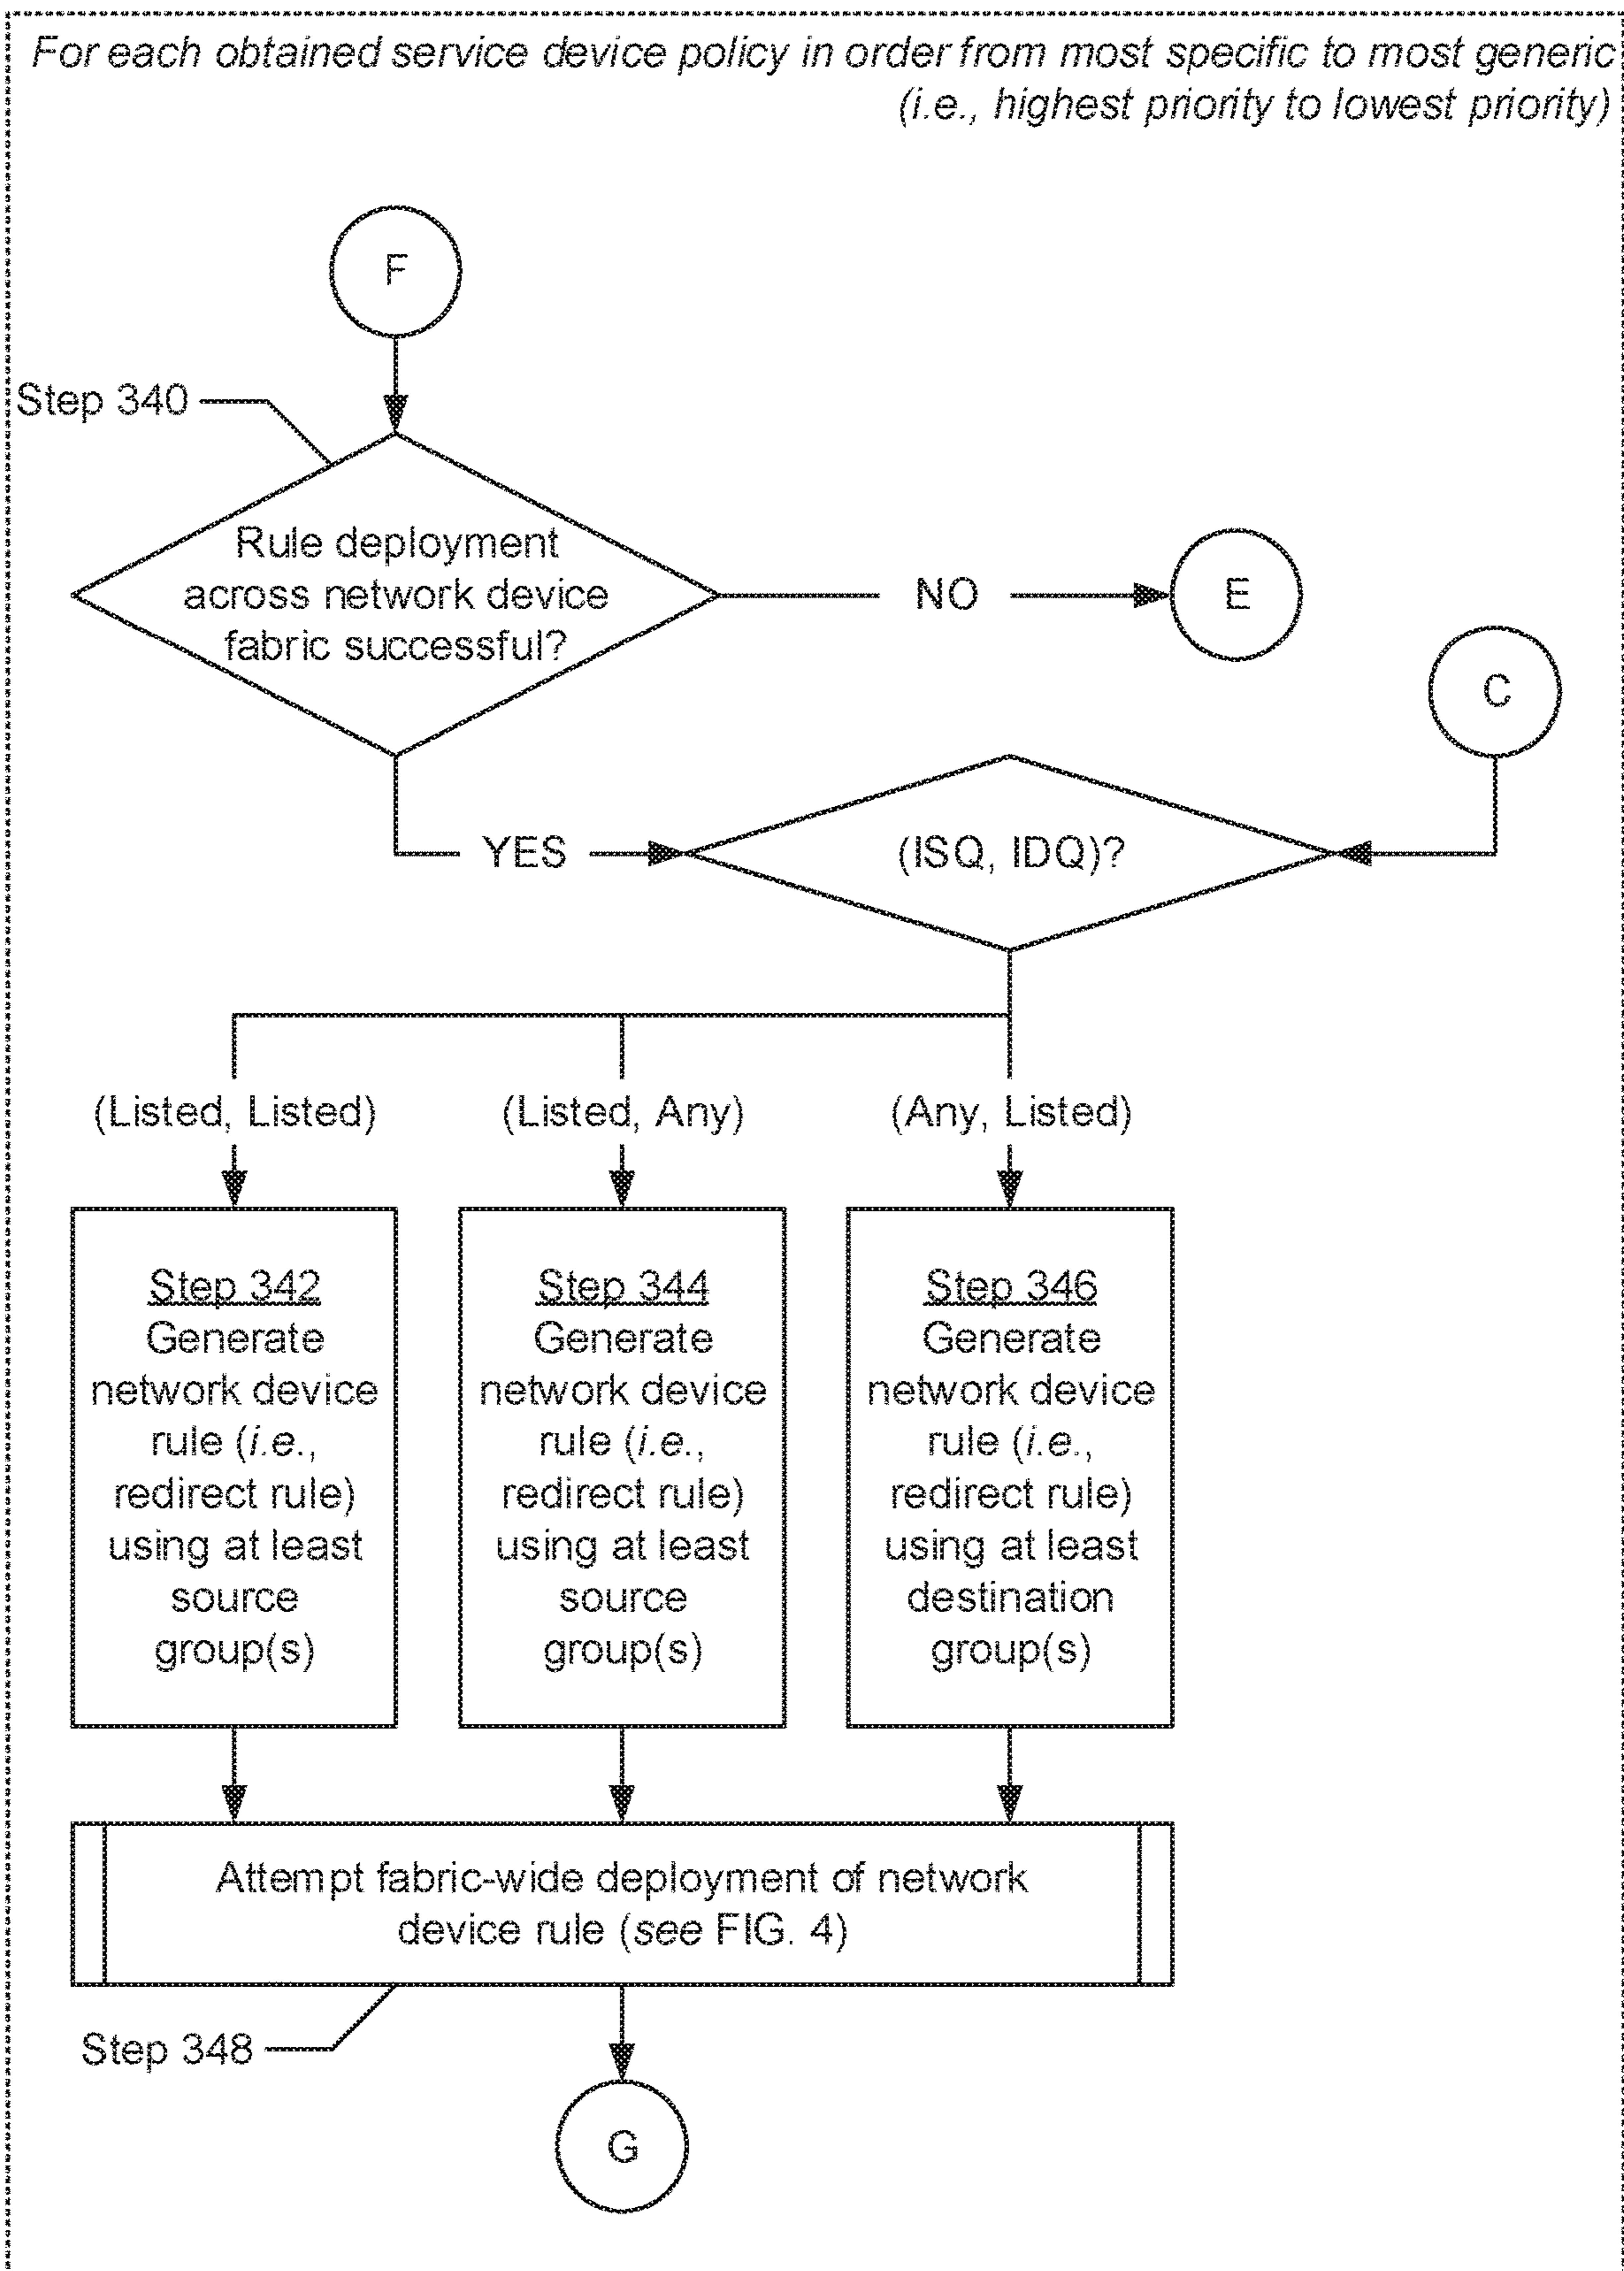 For each obtained service device policy in order from most specific to most generic
(i.e., highest priority to lowest priority)
F
Step 340
Rule deployment
across network device
fabric successful?
NO
E
C
YES
(ISQ, IDQ)?
(Listed, Listed)
(Listed, Any)
(Any, Listed)
Step 342
Generate
network device
rule (i.e.,
redirect rule)
using at least
source
group(s)
Step 344
Generate
network device
rule (i.e.,
redirect rule)
using at least
source
group(s)
Step 346
Generate
network device
rule (i.e.,
redirect rule)
using at least
destination
group(s)
Attempt fabric-wide deployment of network
device rule (see FIG. 4)
Step 348
G